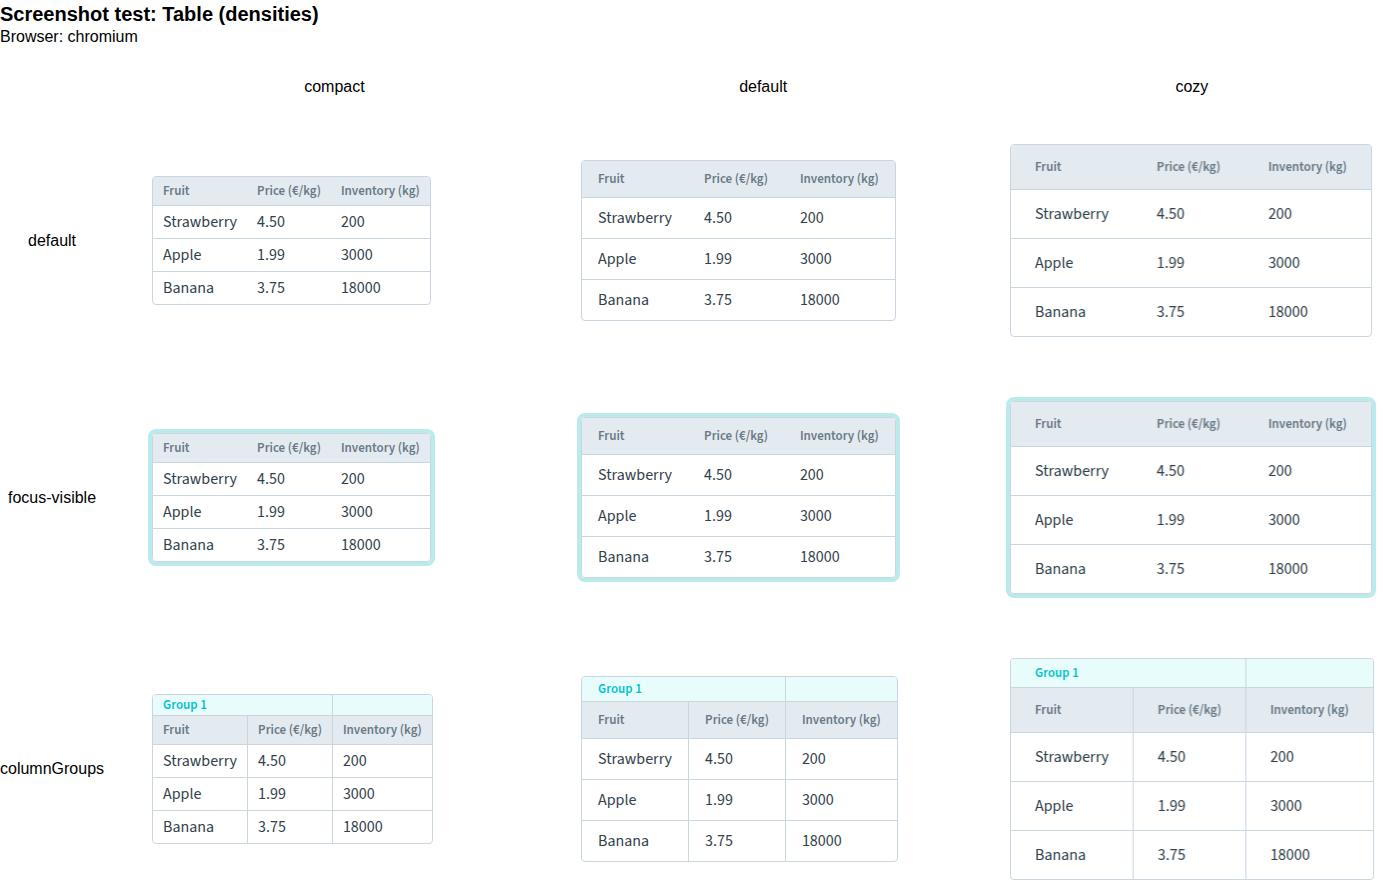 Screenshot test: Table (densities)
Browser: chromium
compact default cozy
default
Fruit Price (€/kg) Inventory (kg)
Strawberry 4.50 200
Apple 1.99 3000
Banana 3.75 18000
Fruit Price (€/kg) Inventory (kg)
Strawberry 4.50 200
Apple 1.99 3000
Banana 3.75 18000
Fruit Price (€/kg) Inventory (kg)
Strawberry 4.50 200
Apple 1.99 3000
Banana 3.75 18000
focus-visible
Fruit Price (€/kg) Inventory (kg)
Strawberry 4.50 200
Apple 1.99 3000
Banana 3.75 18000
Fruit Price (€/kg) Inventory (kg)
Strawberry 4.50 200
Apple 1.99 3000
Banana 3.75 18000
Fruit Price (€/kg) Inventory (kg)
Strawberry 4.50 200
Apple 1.99 3000
Banana 3.75 18000
columnGroups
Group 1
Fruit Price (€/kg) Inventory (kg)
Strawberry 4.50 200
Apple 1.99 3000
Banana 3.75 18000
Group 1
Fruit Price (€/kg) Inventory (kg)
Strawberry 4.50 200
Apple 1.99 3000
Banana 3.75 18000
Group 1
Fruit Price (€/kg) Inventory (kg)
Strawberry 4.50 200
Apple 1.99 3000
Banana 3.75 18000